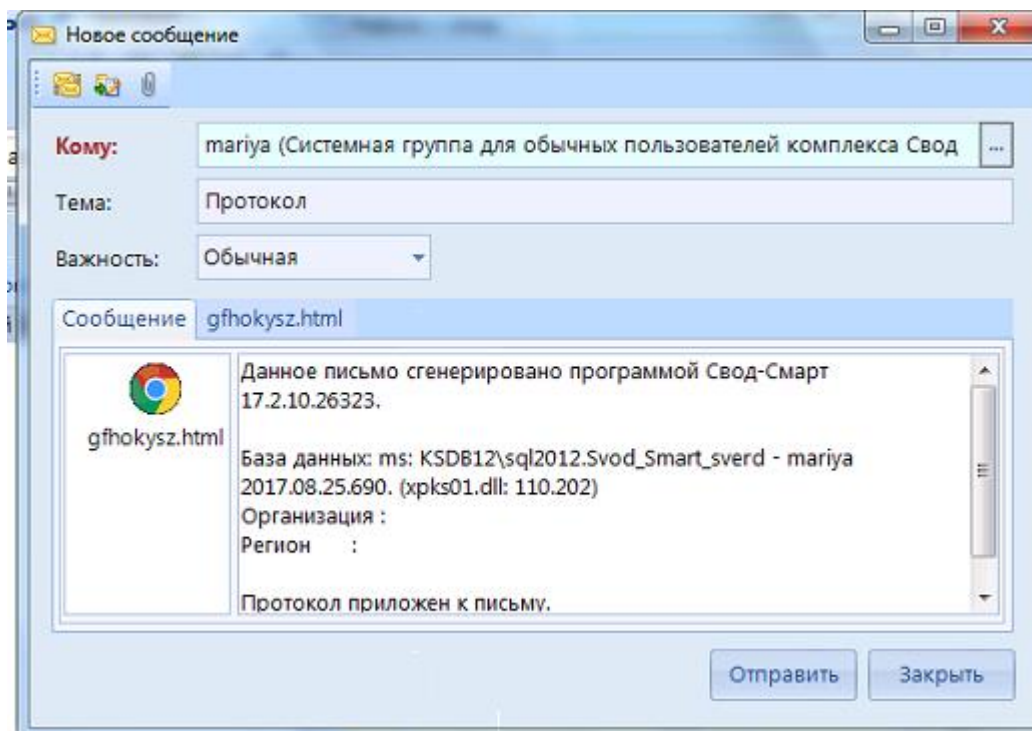 Новое сообщение
Кому: mariya (Системная группа для обычных пользователей комплекса Свод ...
Тема: Протокол
Важность: Обычная
Сообщение gfhokysz.html
gfhokysz.html
Данное письмо сгенерировано программой Свод-Смарт
17.2.10.26323.
База данных: ms: KSDB12\sql2012.Svod_Smart_sverd - mariya
2017.08.25.690. (xpks01.dll: 110.202)
Организация :
Регион :
Протокол приложен к письму.
Отправить Закрыть